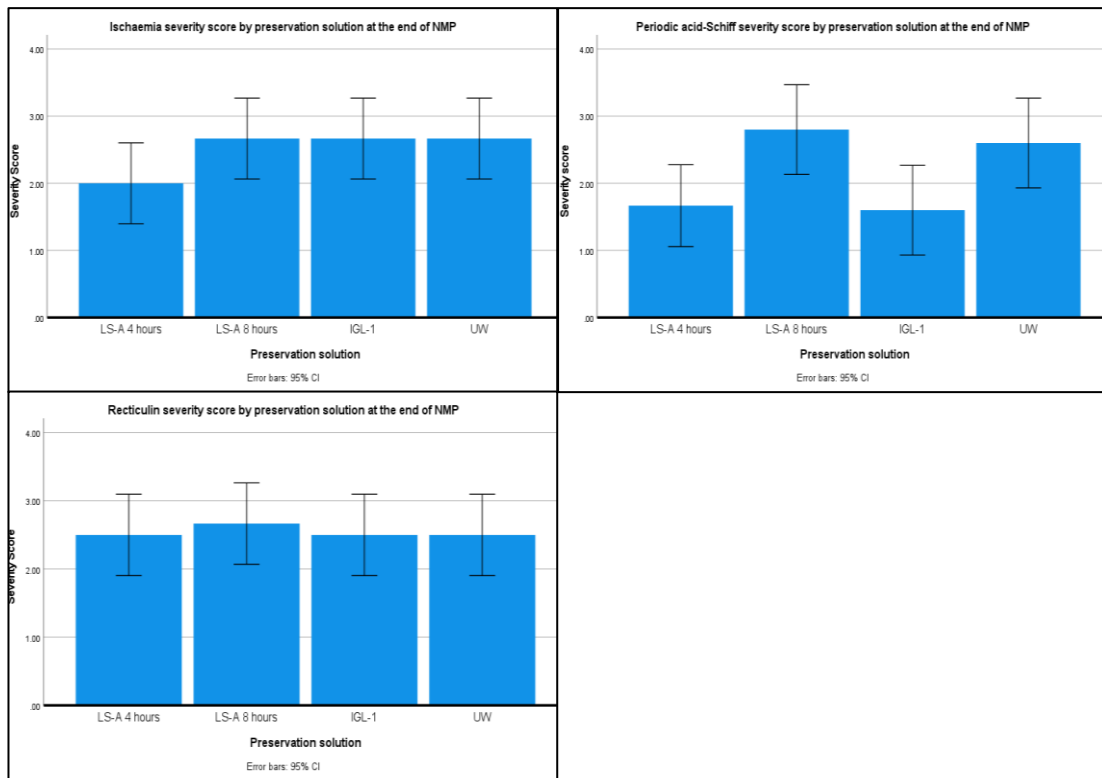 Ischaemia severity score by preservation solution at the end of NMP
4.00
3.00
2.00
1.00
.00
Severity Score
LS-A 4 hours LS-A 8 hours IGL-1 UW
Preservation solution
Error bars: 95% CI
Periodic acid-Schiff severity score by preservation solution at the end of NMP
4.00
3.00
2.00
1.00
.00
Severity score
LS-A 4 hours LS-A 8 hours IGL-1 UW
Preservation solution
Error bars: 95% CI
Recticulin severity score by preservation solution at the end of NMP
4.00
3.00
2.00
1.00
.00
Severity Score
LS-A 4 hours LS-A 8 hours IGL-1 UW
Preservation solution
Error bars: 95% CI